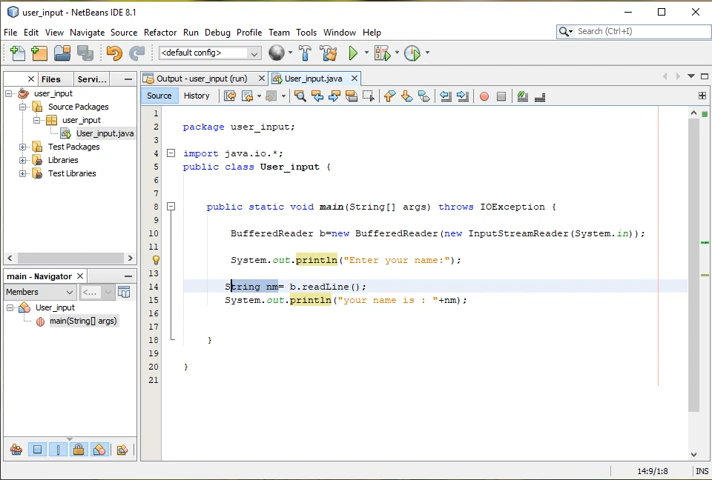 user_input - NetBeans IDE 8.1
File Edit View Navigate Source Refactor Run Debug Profile Team Tools Window Help
Search (Ctrl+I)
<default config>
Files Servi...
Output - user_input (run) User_input.java
user_input
Source Packages
user_input
User_input.java
Test Packages
Libraries
Test Libraries
Source History
1
2 package user_input;
3
4 import java.io.*;
5 public class User_input {
6
7
8 public static void main(String[] args) throws IOException {
9
10 BufferedReader b=new BufferedReader(new InputStreamReader(System.in));
11
System.out.println("Enter your name:");
13
14 String nm= b.readLine();
15 System.out.println("your name is : "+nm);
16
17
18 }
19
20 }
21
main - Navigator
Members <...
User_input
main(String[] args)
14:9/1:8 INS